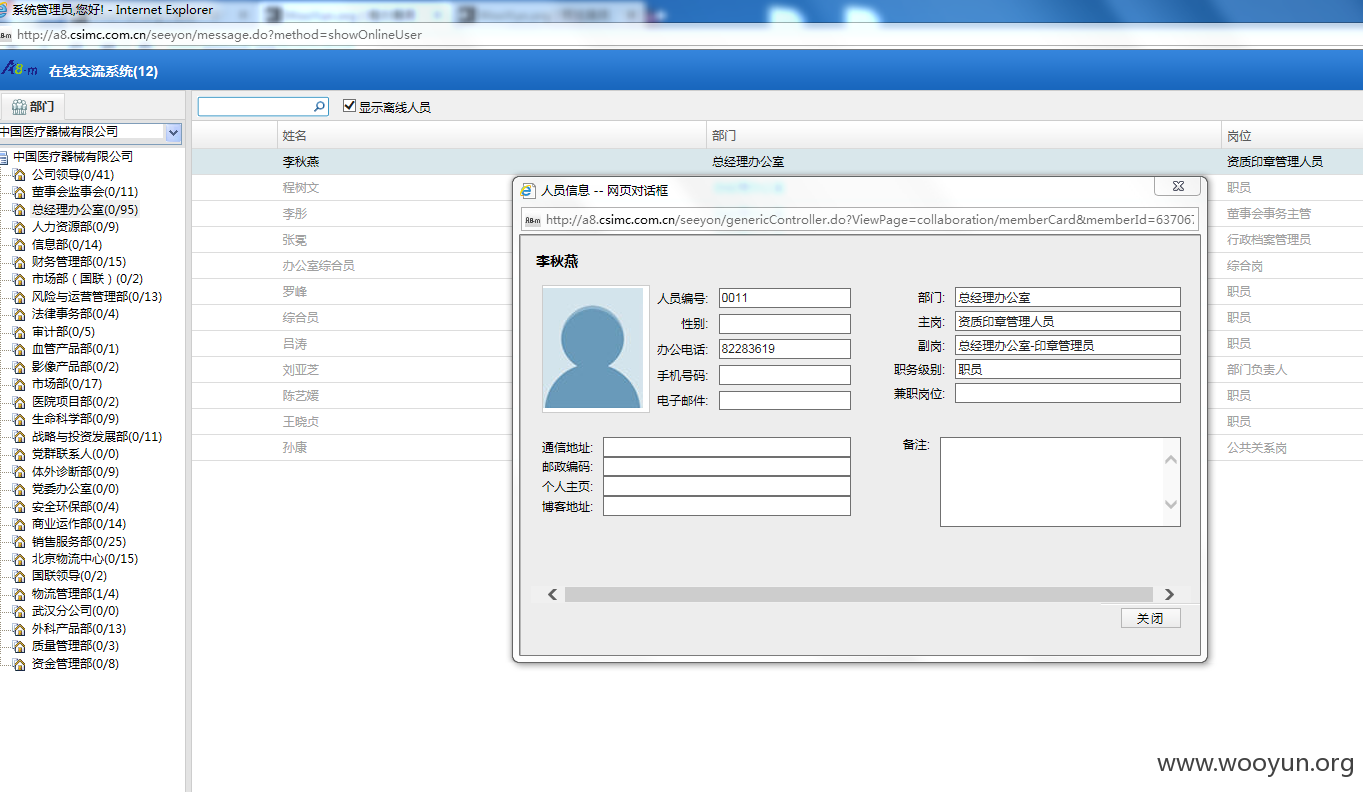 系统管理员,您好! - Internet Explorer
http://a8.csimc.com.cn/seeyon/message.do?method=showOnlineUser
A8-m 在线交流系统(12)
部门
显示离线人员
中国医疗器械有限公司
姓名 部门 岗位
中国医疗器械有限公司
公司领导(0/41)
董事会监事会(0/11)
总经理办公室(0/95)
人力资源部(0/9)
信息部(0/14)
财务管理部(0/15)
市场部（国联）(0/2)
风险与运营管理部(0/13)
法律事务部(0/4)
审计部(0/5)
血管产品部(0/1)
影像产品部(0/2)
市场部(0/17)
医院项目部(0/2)
生命科学部(0/9)
战略与投资发展部(0/11)
党群联系人(0/0)
体外诊断部(0/9)
党委办公室(0/0)
安全环保部(0/4)
商业运作部(0/14)
销售服务部(0/25)
北京物流中心(0/15)
国联领导(0/2)
物流管理部(1/4)
武汉分公司(0/0)
外科产品部(0/13)
质量管理部(0/3)
资金管理部(0/8)
李秋燕 总经理办公室 资质印章管理人员
程树文 职员
李彤 董事会事务主管
张冕 行政档案管理员
办公室综合员 综合岗
罗峰 职员
综合员 职员
吕涛 职员
刘亚芝 部门负责人
陈艺媛 职员
王晓贞 职员
孙康 公共关系岗
人员信息 -- 网页对话框
http://a8.csimc.com.cn/seeyon/genericController.do?ViewPage=collaboration/memberCard&memberId=637067
李秋燕
人员编号: 0011
性别:
办公电话: 82283619
手机号码:
电子邮件:
部门: 总经理办公室
主岗: 资质印章管理人员
副岗: 总经理办公室-印章管理员
职务级别: 职员
兼职岗位:
通信地址:
邮政编码:
个人主页:
博客地址:
备注:
关闭
www.wooyun.org